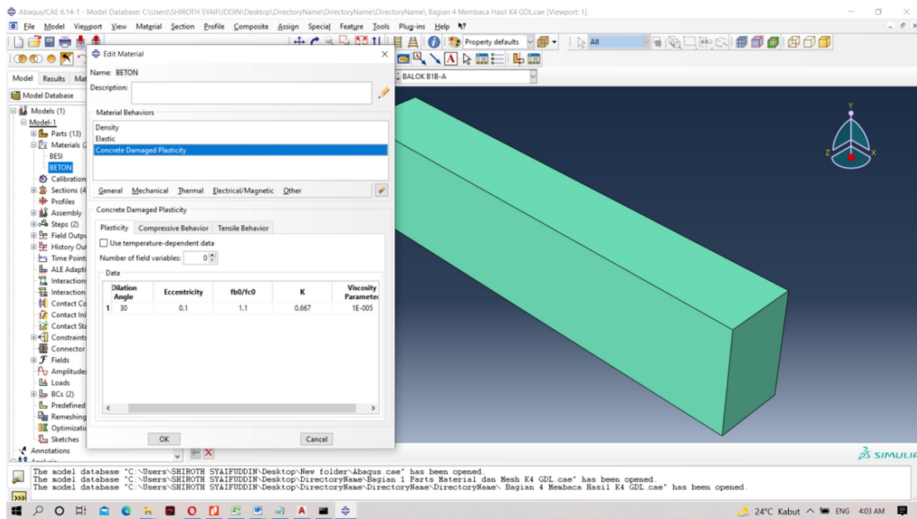 Abaqus/CAE 6.14-1 - Model Database: C:\Users\SHIROTH SYAIFUDDIN\Desktop\DirectoryName\DirectoryName\DirectoryName\ Bagian 4 Membaca Hasil K4 GDL.cae [Viewport: 1]
File Model Viewport View Material Section Profile Composite Assign Special Feature Tools Plug-ins Help
Property defaults
All
Edit Material
Name: BETON
Description:
Material Behaviors
Density
Elastic
Concrete Damaged Plasticity
General Mechanical Thermal Electrical/Magnetic Other
Concrete Damaged Plasticity
Plasticity Compressive Behavior Tensile Behavior
Use temperature-dependent data
Number of field variables: 0
Data
Dilation Angle Eccentricity fb0/fc0 K Viscosity Parameter
1 30 0.1 1.1 0.667 1E-005
OK Cancel
Model Results Mat
Model Database
Models (1)
Model-1
Parts (13)
Materials (
BESI
BETON
Calibration
Sections (4
Profiles
Assembly
Steps (2)
Field Outpu
History Out
Time Point
ALE Adapti
Interaction
Interaction
Contact Co
Contact Ini
Contact Sta
Constraints
Connector
Fields
Amplitude
Loads
BCs (2)
Predefined
Remeshing
Optimizatio
Sketches
Annotations
BALOK B1B-A
Y
Z X
SIMULIA
The model database "C:\Users\SHIROTH SYAIFUDDIN\Desktop\New folder\Abaqus.cae" has been opened.
The model database "C:\Users\SHIROTH SYAIFUDDIN\Desktop\DirectoryName\Bagian 1 Parts Material dan Mesh K4 GDL.cae" has been opened.
The model database "C:\Users\SHIROTH SYAIFUDDIN\Desktop\DirectoryName\DirectoryName\DirectoryName\ Bagian 4 Membaca Hasil K4 GDL.cae" has been opened.
24°C Kabut ENG 4:03 AM